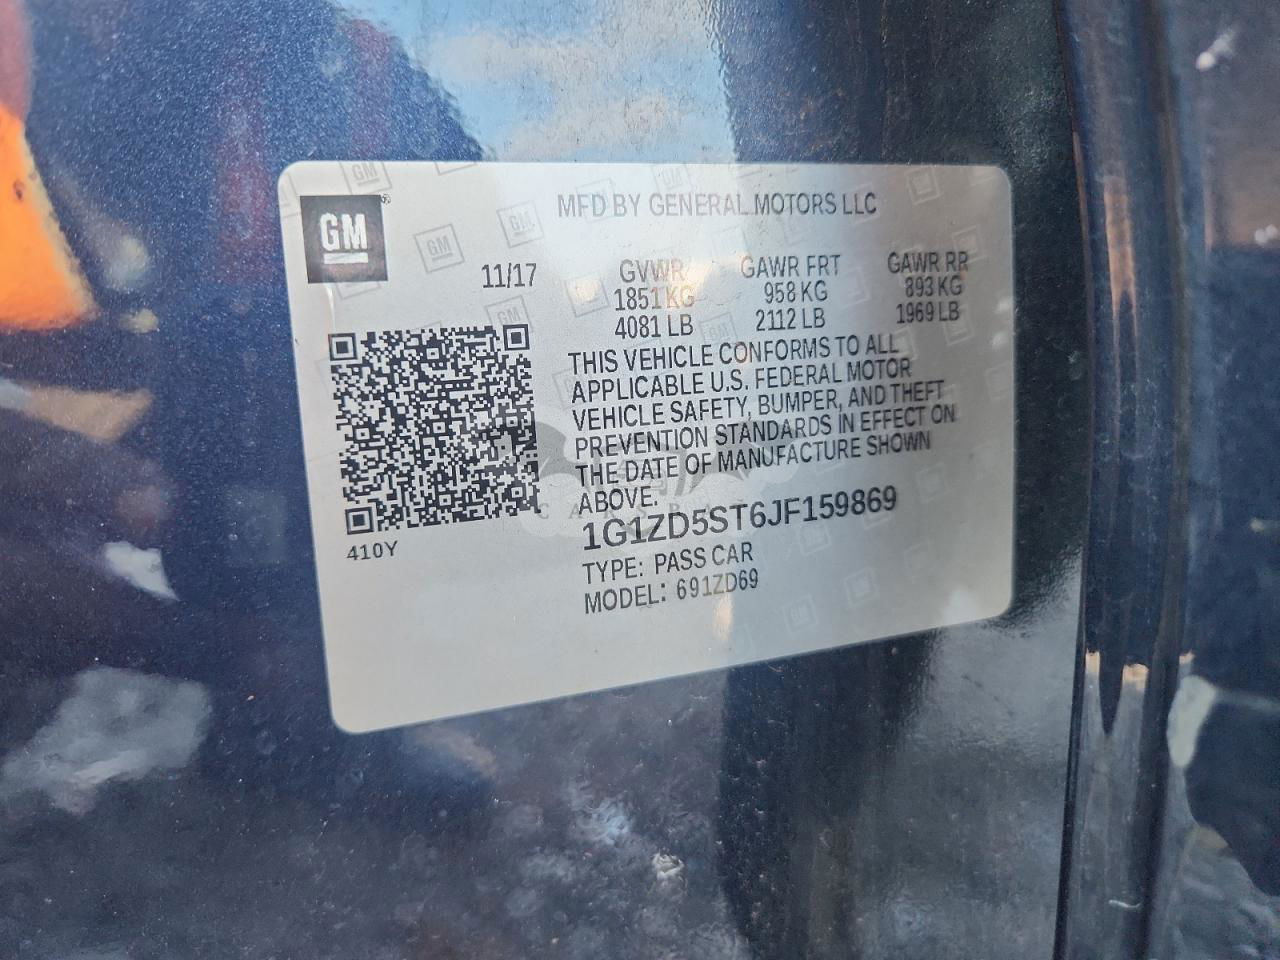 GM
MFD BY GENERAL MOTORS LLC
11/17
GVWR GAWR FRT GAWR RR
1851 KG 958 KG 893 KG
4081 LB 2112 LB 1969 LB
THIS VEHICLE CONFORMS TO ALL
APPLICABLE U.S. FEDERAL MOTOR
VEHICLE SAFETY, BUMPER, AND THEFT
PREVENTION STANDARDS IN EFFECT ON
THE DATE OF MANUFACTURE SHOWN
ABOVE.
1G1ZD5ST6JF159869
TYPE: PASS CAR
MODEL: 691ZD69
410Y